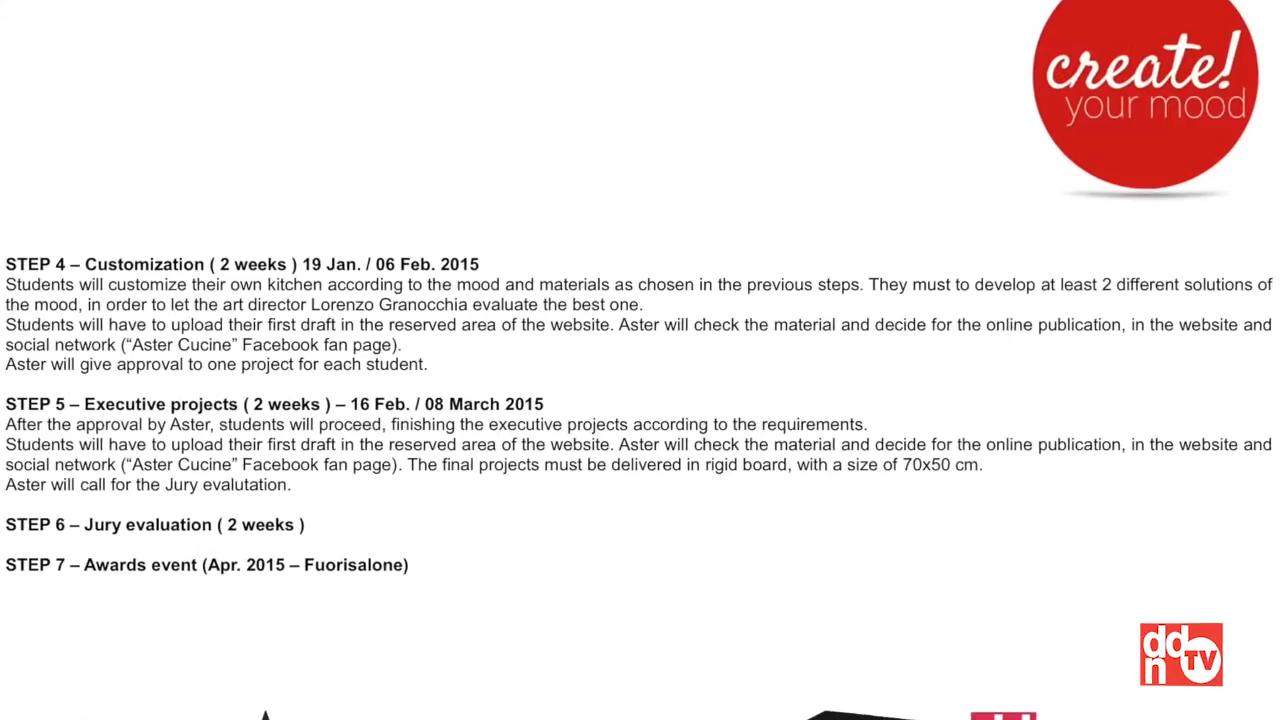 create!
your mood
STEP 4 – Customization ( 2 weeks ) 19 Jan. / 06 Feb. 2015
Students will customize their own kitchen according to the mood and materials as chosen in the previous steps. They must to develop at least 2 different solutions of
the mood, in order to let the art director Lorenzo Granocchia evaluate the best one.
Students will have to upload their first draft in the reserved area of the website. Aster will check the material and decide for the online publication, in the website and
social network (“Aster Cucine” Facebook fan page).
Aster will give approval to one project for each student.
STEP 5 – Executive projects ( 2 weeks ) – 16 Feb. / 08 March 2015
After the approval by Aster, students will proceed, finishing the executive projects according to the requirements.
Students will have to upload their first draft in the reserved area of the website. Aster will check the material and decide for the online publication, in the website and
social network (“Aster Cucine” Facebook fan page). The final projects must be delivered in rigid board, with a size of 70x50 cm.
Aster will call for the Jury evalutation.
STEP 6 – Jury evaluation ( 2 weeks )
STEP 7 – Awards event (Apr. 2015 – Fuorisalone)
dd
n TV